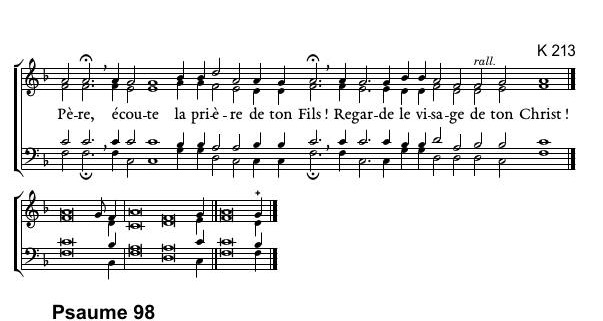 K 213
rall.
Pè-re, écou-te la pri-è-re de ton Fils ! Regar-de le vi-sa-ge de ton Christ !
Psaume 98